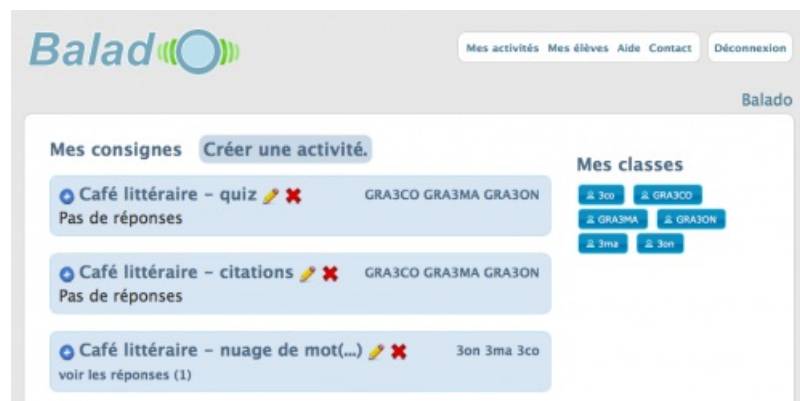 Balado
Mes activités Mes élèves Aide Contact Déconnexion
Balado
Mes consignes Créer une activité.
Café littéraire – quiz GRA3CO GRA3MA GRA3ON
Pas de réponses
Café littéraire – citations GRA3CO GRA3MA GRA3ON
Pas de réponses
Café littéraire – nuage de mot(...) 3on 3ma 3co
voir les réponses (1)
Mes classes
3co GRA3CO
GRA3MA GRA3ON
3ma 3on